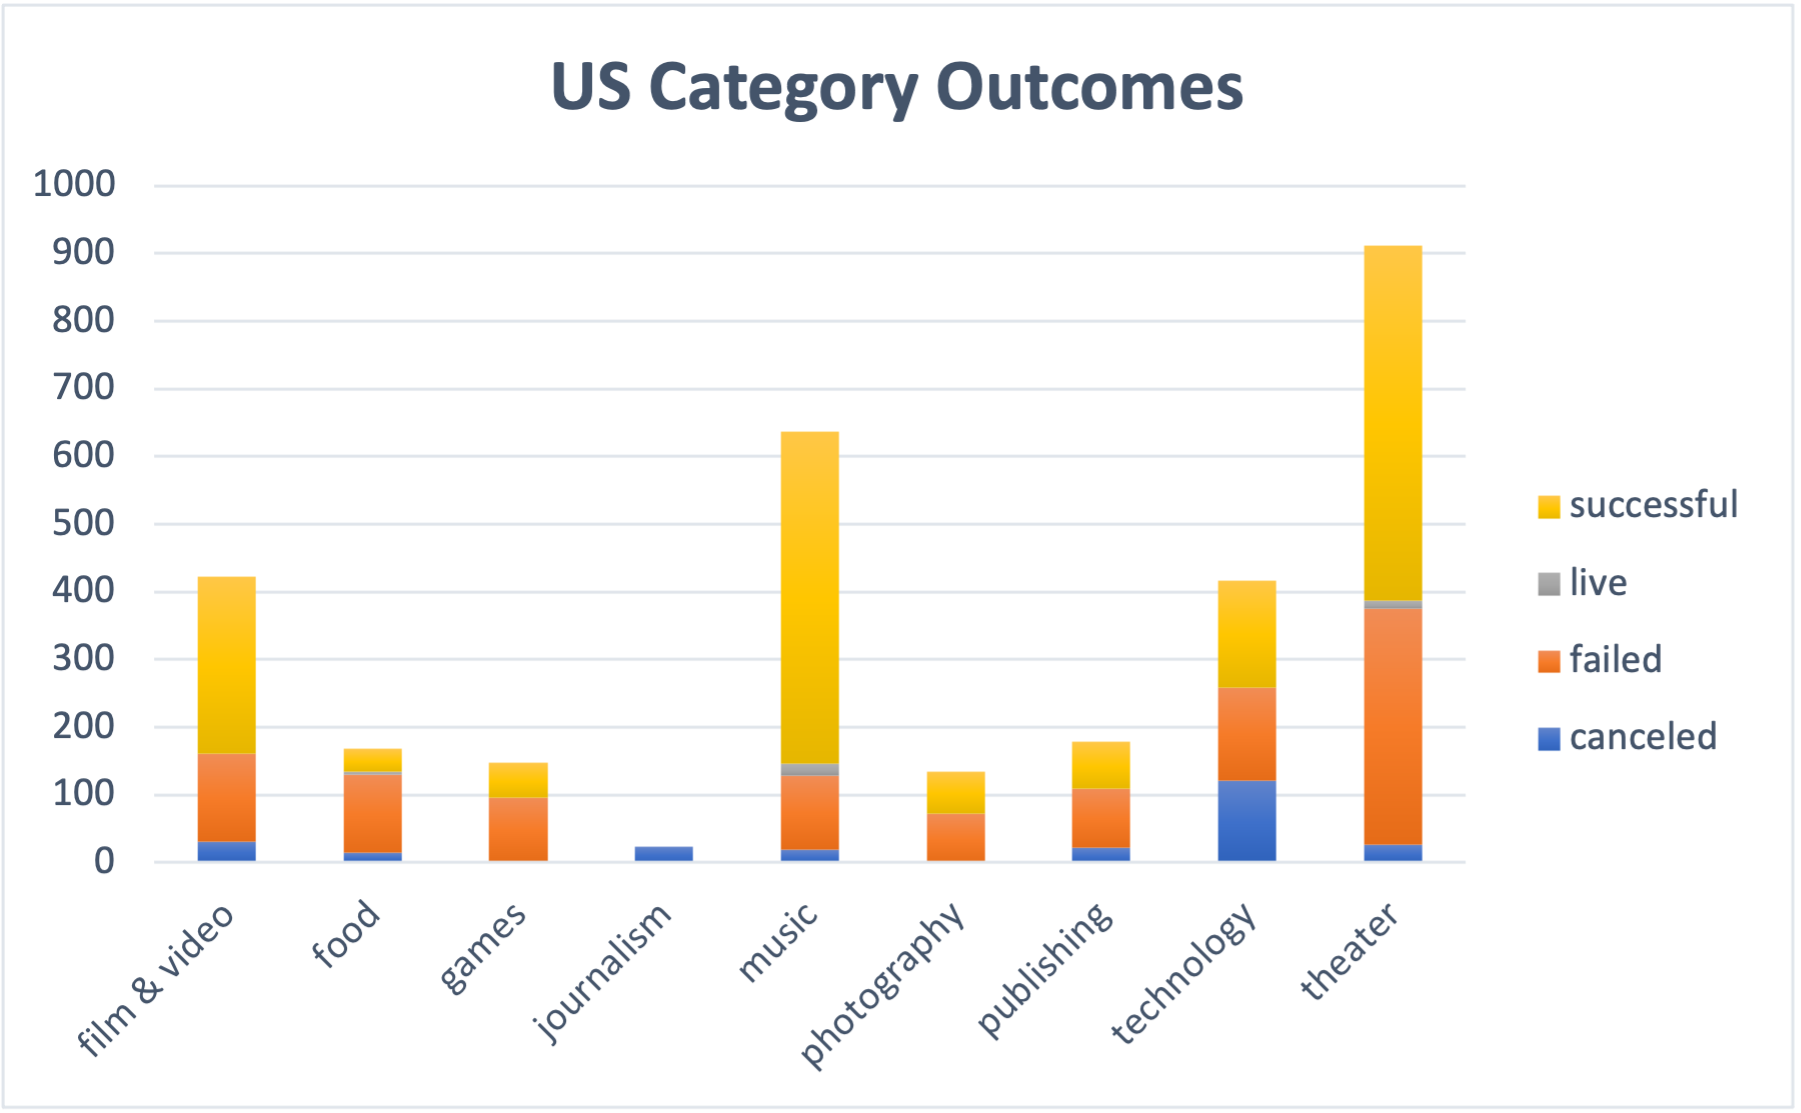 US Category Outcomes
1000
900
800
700
600
500
400
300
200
100
0
successful
live
failed
canceled
film & video
food
games
journalism
music
photography
publishing
technology
theater